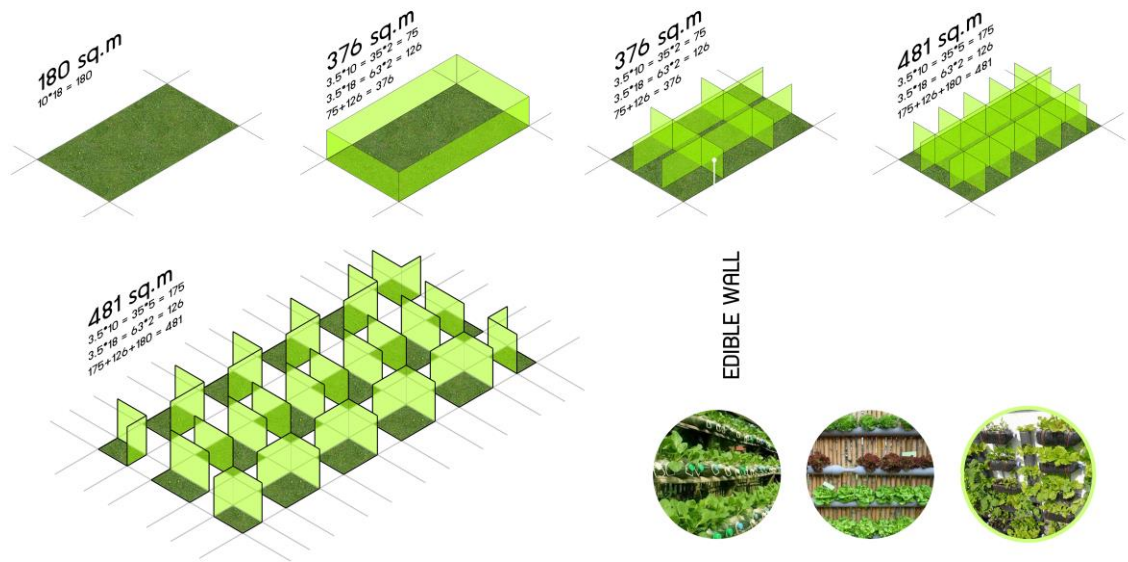 180 sq.m
10*18 = 180
376 sq.m
3.5*10 = 35*2 = 75
3.5*18 = 63*2 = 126
75+126 = 376
376 sq.m
3.5*10 = 35*2 = 75
3.5*18 = 63*2 = 126
75+126 = 376
481 sq.m
3.5*10 = 35*5 = 175
3.5*18 = 63*2 = 126
175+126+180 = 481
481 sq.m
3.5*10 = 35*5 = 175
3.5*18 = 63*2 = 126
175+126+180 = 481
EDIBLE WALL